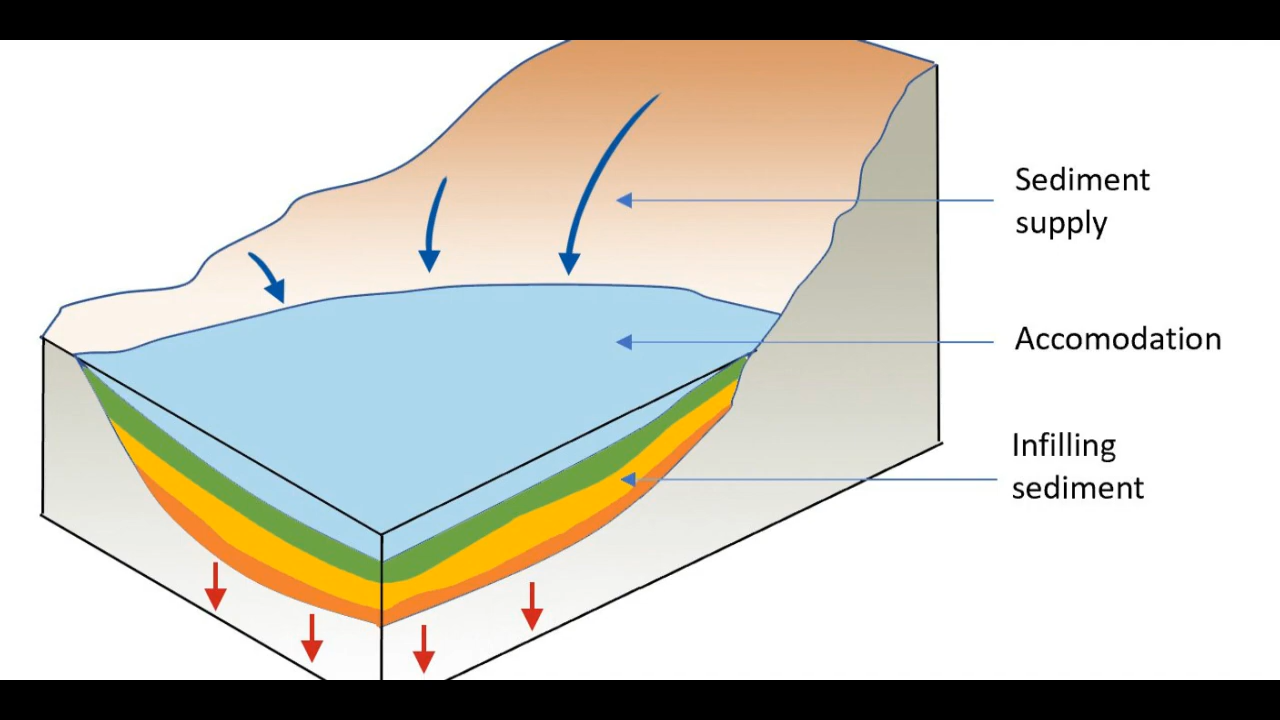 Sediment
supply
Accomodation
Infilling
sediment